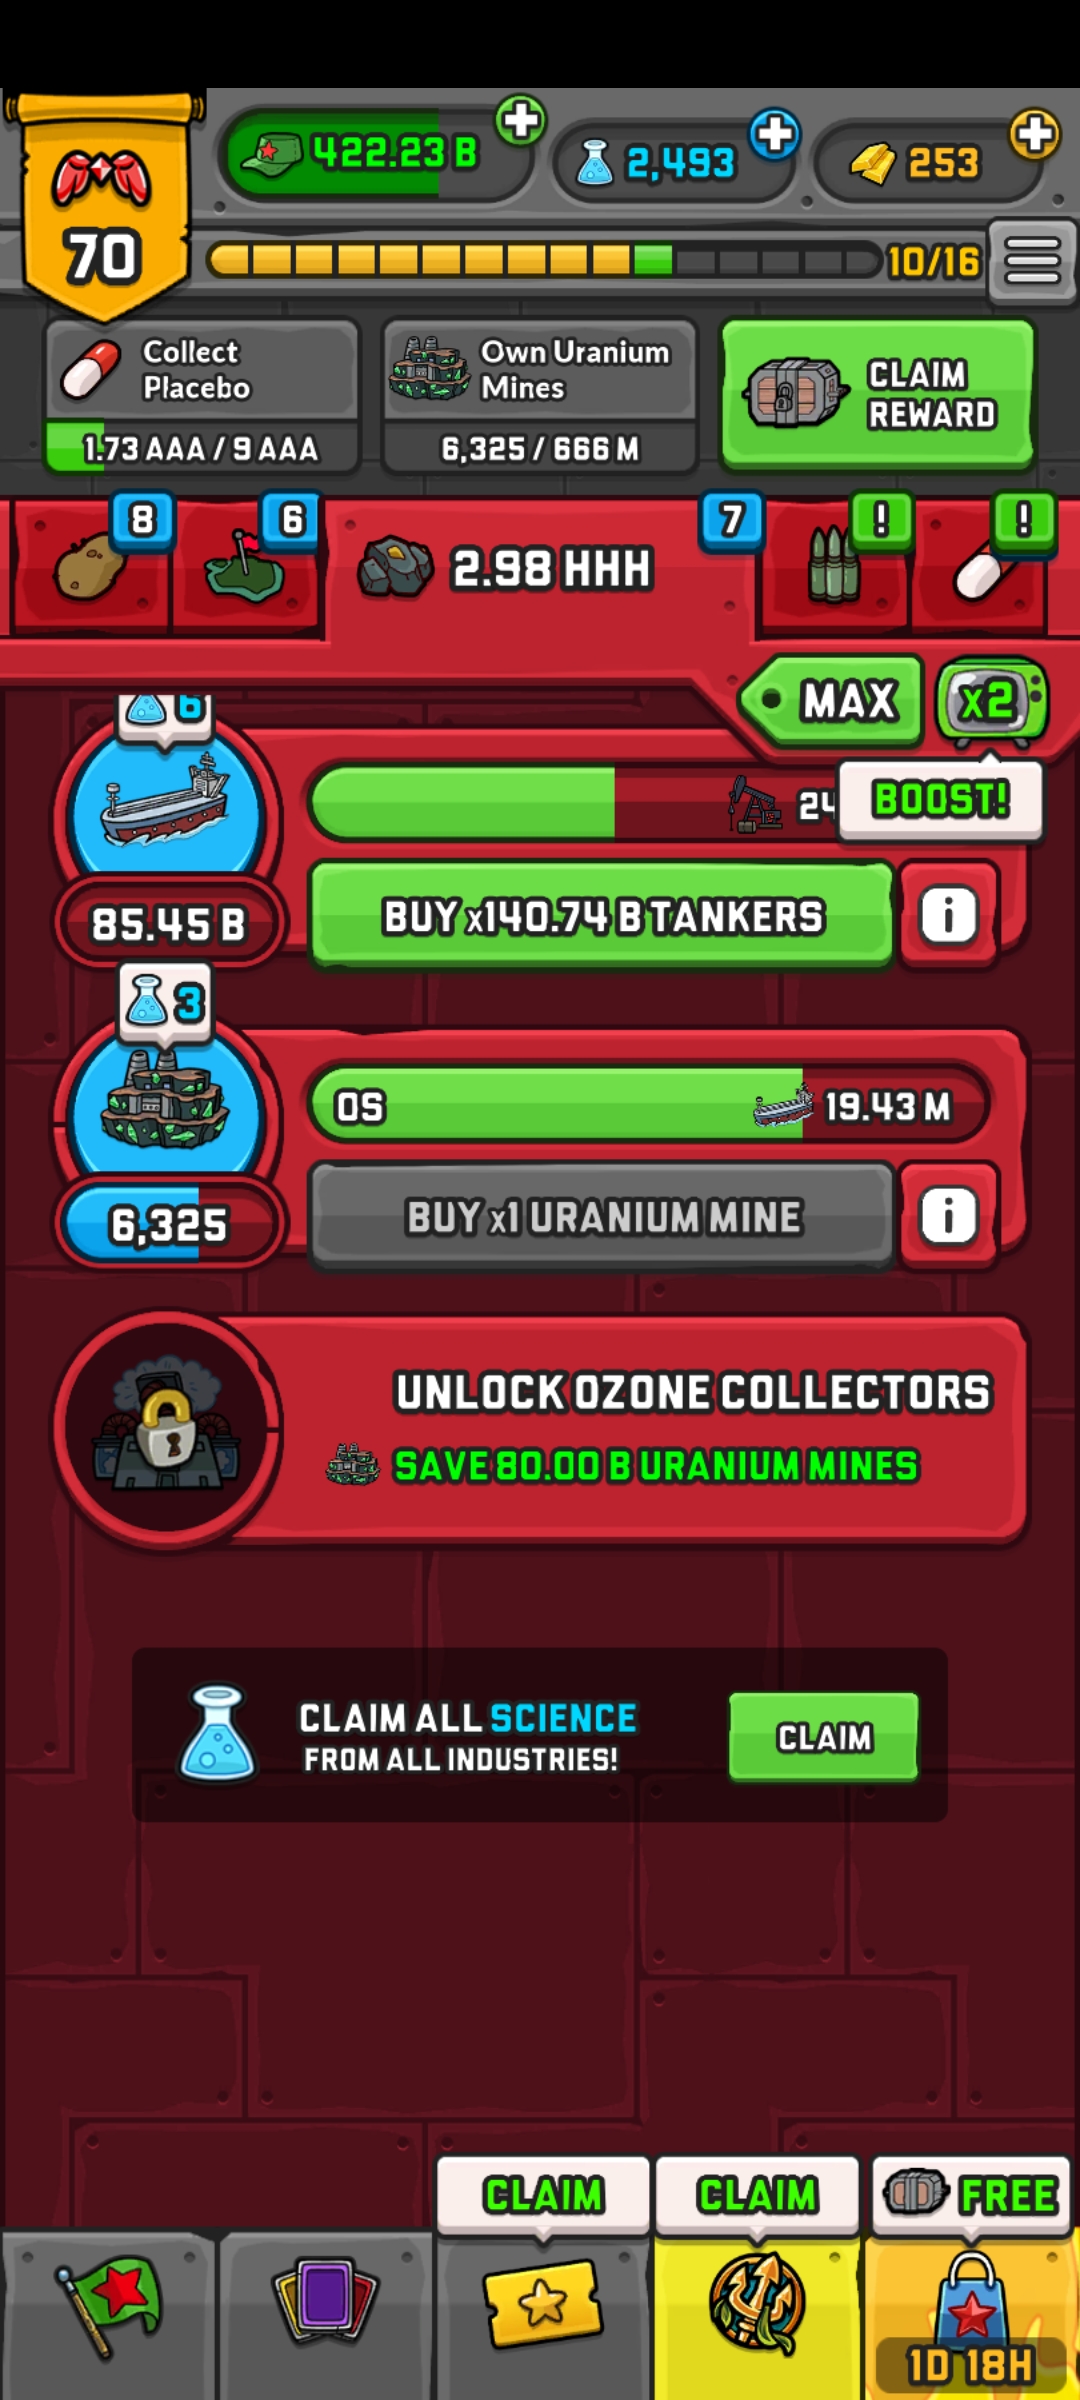 422.23 B
2,493
253
70
10/16
Collect
Placebo
1.73 AAA / 9 AAA
Own Uranium
Mines
6,325 / 666 M
CLAIM
REWARD
8
6
2.98 HHH
7
!
!
MAX
x2
BOOST!
6
24
85.45 B
BUY x140.74 B TANKERS
i
3
0S
19.43 M
6,325
BUY x1 URANIUM MINE
i
UNLOCK OZONE COLLECTORS
SAVE 80.00 B URANIUM MINES
CLAIM ALL SCIENCE
FROM ALL INDUSTRIES!
CLAIM
CLAIM
CLAIM
FREE
1D 18H